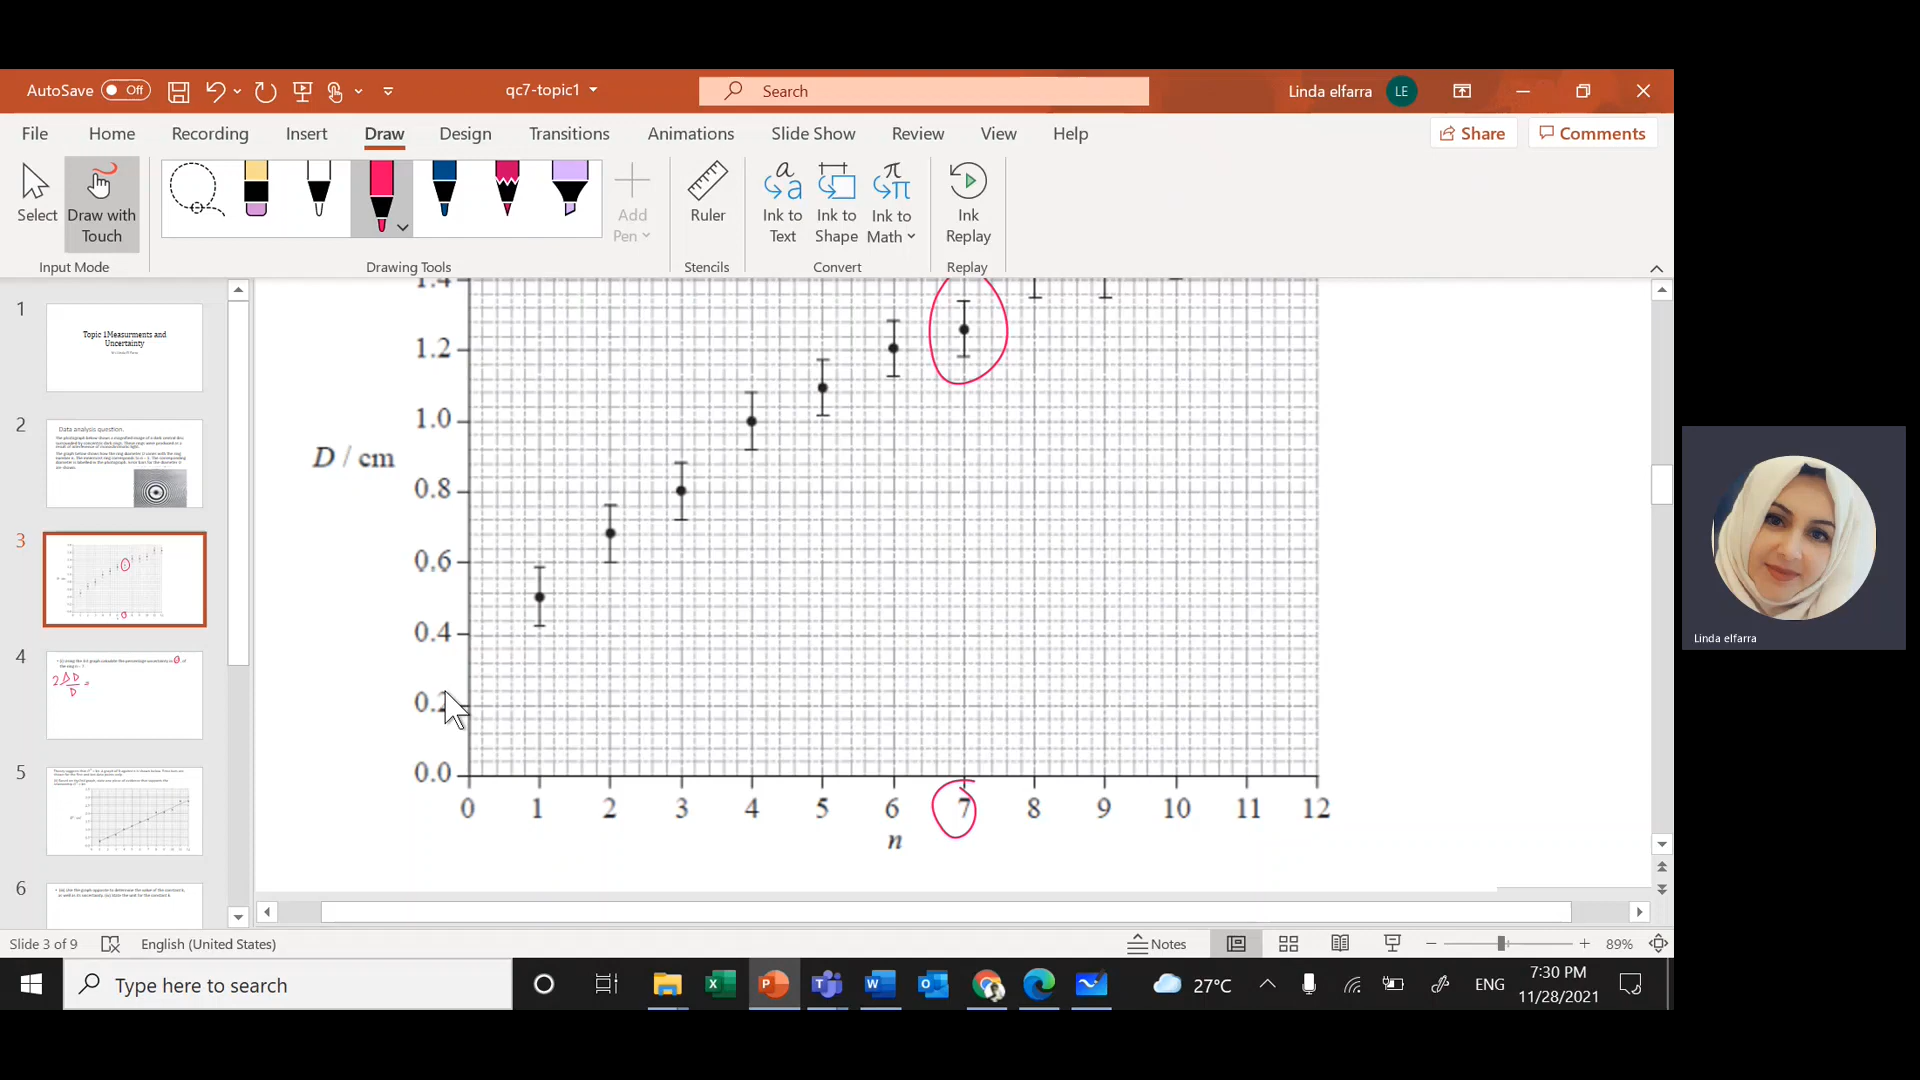 AutoSave Off
qc7-topic1
Search
Linda elfarra LE
File Home Recording Insert Draw Design Transitions Animations Slide Show Review View Help
Share Comments
Select
Draw with Touch
Add Pen
Ruler
Ink to Text
Ink to Shape
Ink to Math
Ink Replay
Input Mode Drawing Tools Stencils Convert Replay
1
Topic 1Measurments and
Uncertainty
2
Data analysis question.
3
4
2 ΔD/D =
5
6
1.4
1.2
1.0
D / cm
0.8
0.6
0.4
0.2
0.0
0 1 2 3 4 5 6 7 8 9 10 11 12
n
Linda elfarra
Slide 3 of 9 English (United States) Notes 89%
Type here to search
27°C ENG 7:30 PM
11/28/2021